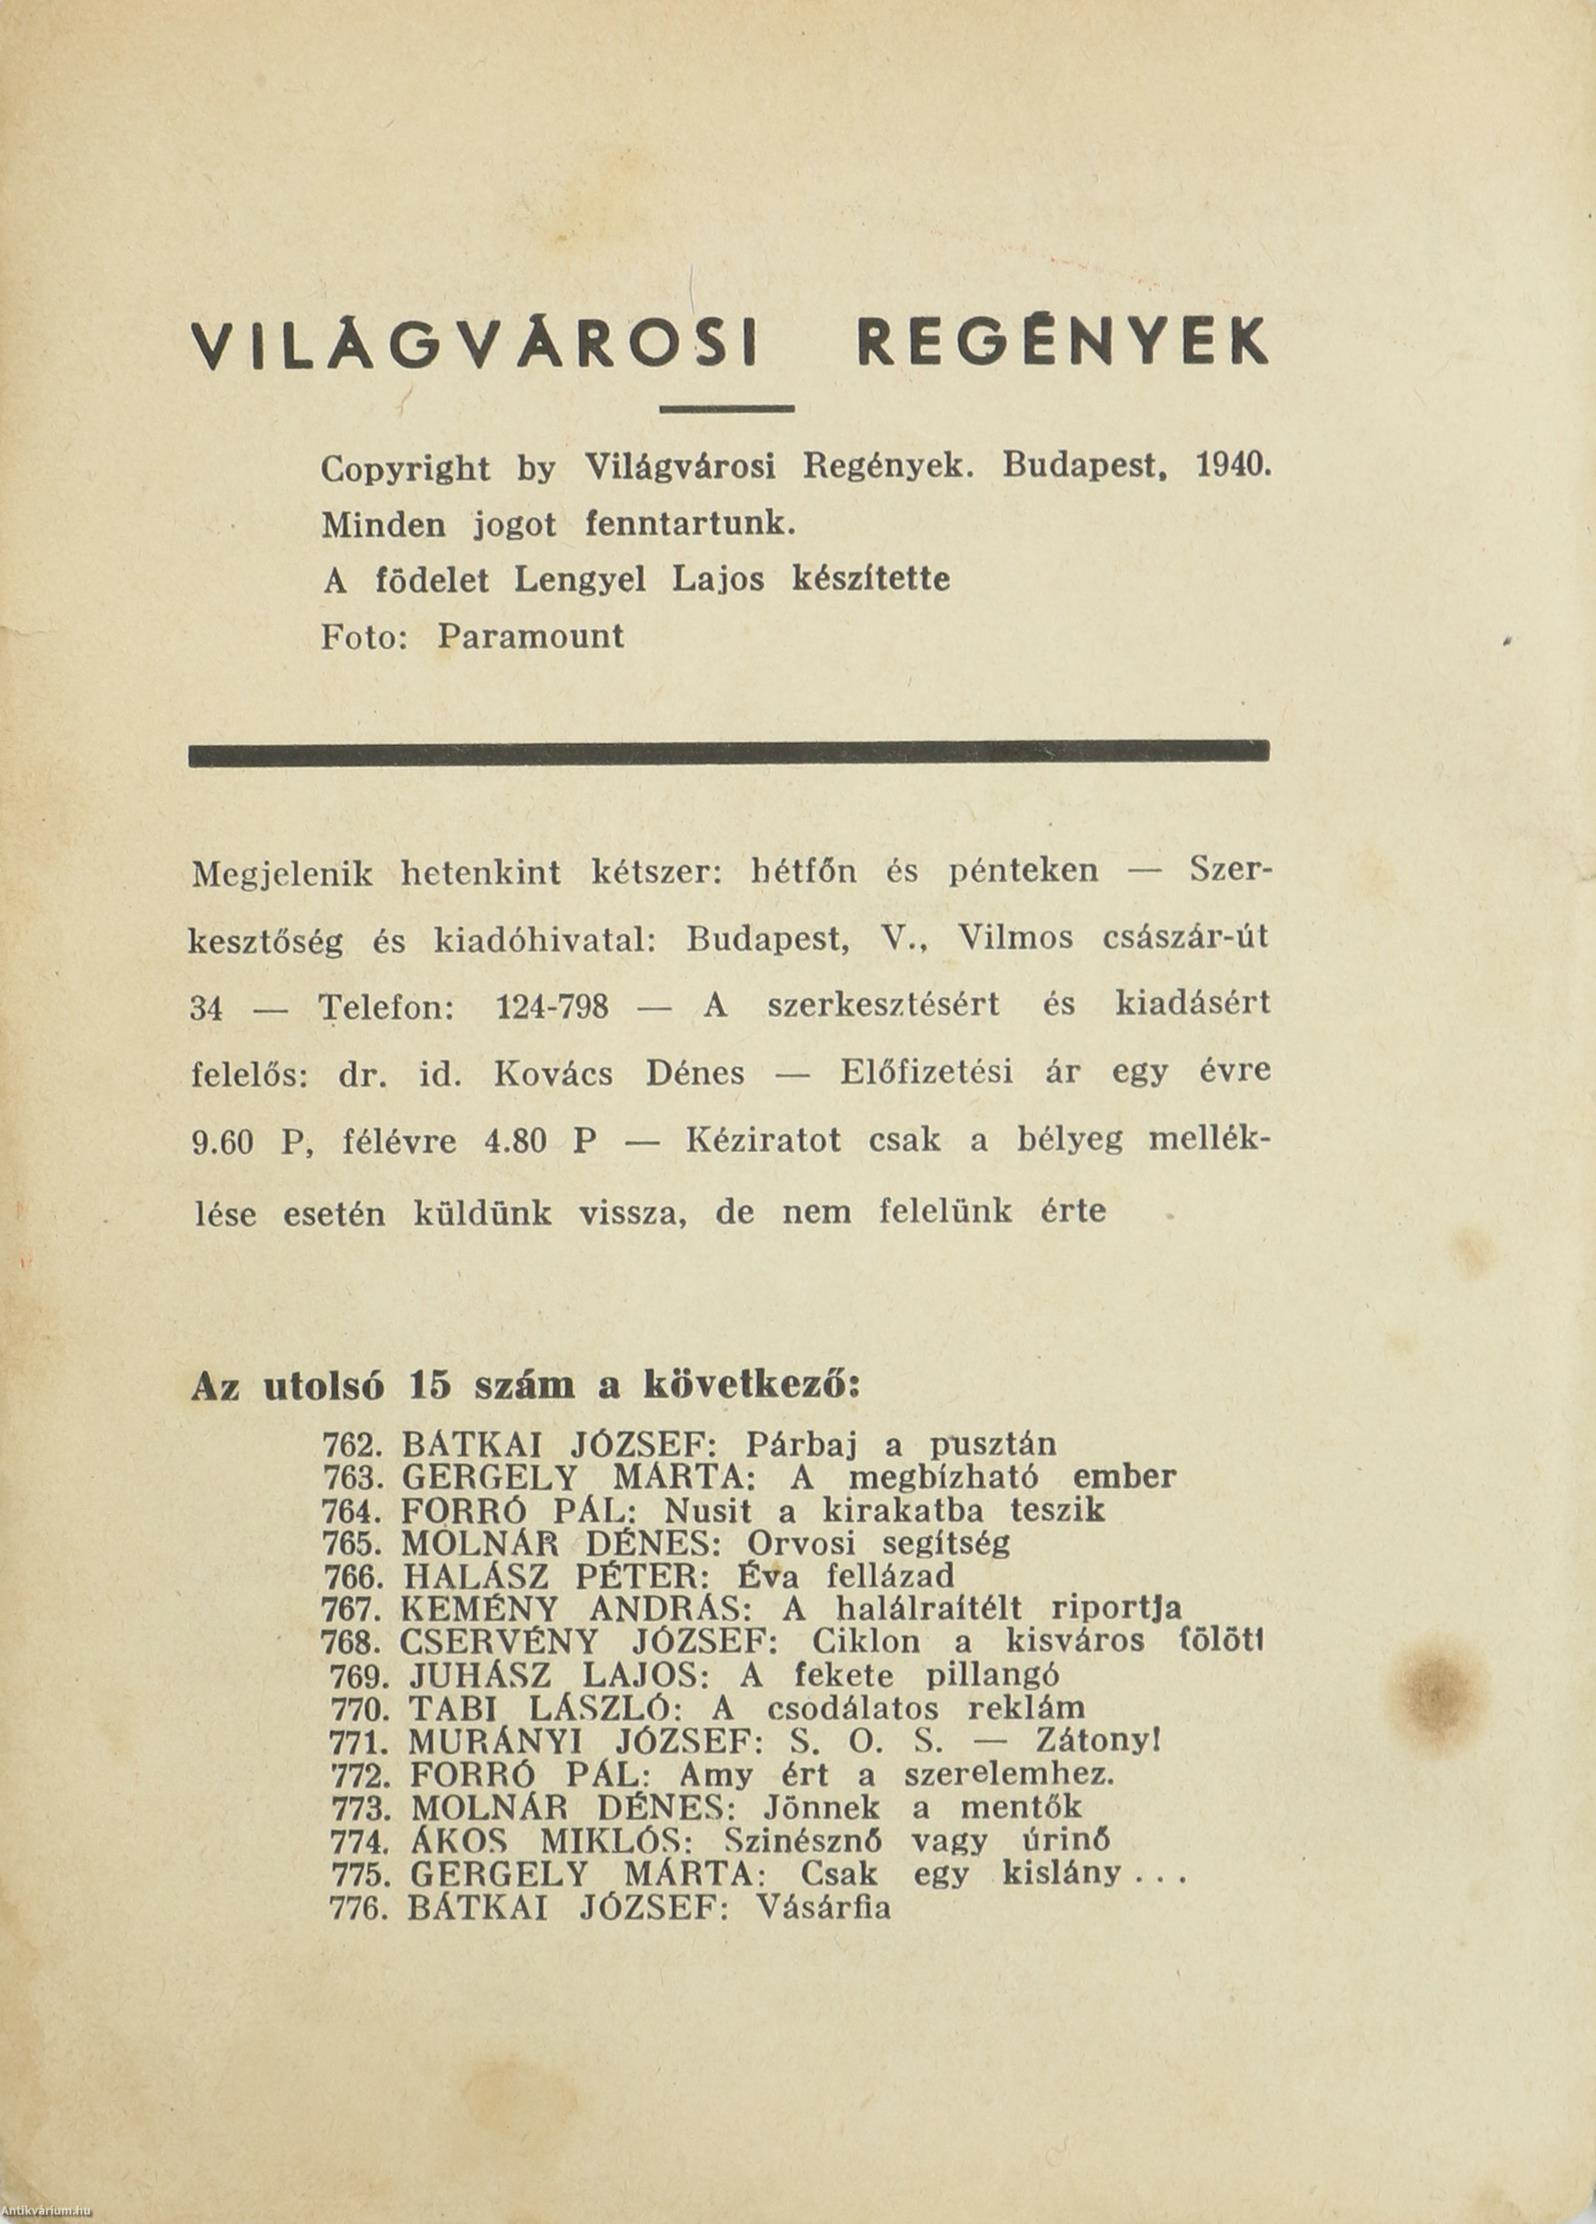 VILÁGVÁROSI REGÉNYEK
Copyright by Világvárosi Regények. Budapest, 1940.
Minden jogot fenntartunk.
A födelet Lengyel Lajos készítette
Foto: Paramount
Megjelenik hetenkint kétszer: hétfőn és pénteken — Szer-
kesztőség és kiadóhivatal: Budapest, V., Vilmos császár-út
34 — Telefon: 124-798 — A szerkesztésért és kiadásért
felelős: dr. id. Kovács Dénes — Előfizetési ár egy évre
9.60 P, félévre 4.80 P — Kéziratot csak a bélyeg mellék-
lése esetén küldünk vissza, de nem felelünk érte
Az utolsó 15 szám a következő:
762. BÁTKAI JÓZSEF: Párbaj a pusztán
763. GERGELY MÁRTA: A megbízható ember
764. FORRÓ PÁL: Nusit a kirakatba teszik
765. MOLNÁR DÉNES: Orvosi segítség
766. HALÁSZ PÉTER: Éva fellázad
767. KEMÉNY ANDRÁS: A halálraítélt riportja
768. CSERVÉNY JÓZSEF: Ciklon a kisváros fölött
769. JUHÁSZ LAJOS: A fekete pillangó
770. TABI LÁSZLÓ: A csodálatos reklám
771. MURÁNYI JÓZSEF: S. O. S. — Zátony!
772. FORRÓ PÁL: Amy ért a szerelemhez.
773. MOLNÁR DÉNES: Jönnek a mentők
774. ÁKOS MIKLÓS: Szinésznő vagy úrinő
775. GERGELY MÁRTA: Csak egy kislány . . .
776. BÁTKAI JÓZSEF: Vásárfia
Antikvárium.hu